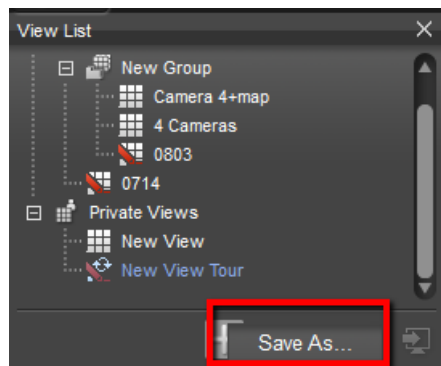 View List
New Group
Camera 4+map
4 Cameras
0803
0714
Private Views
New View
New View Tour
Save As...